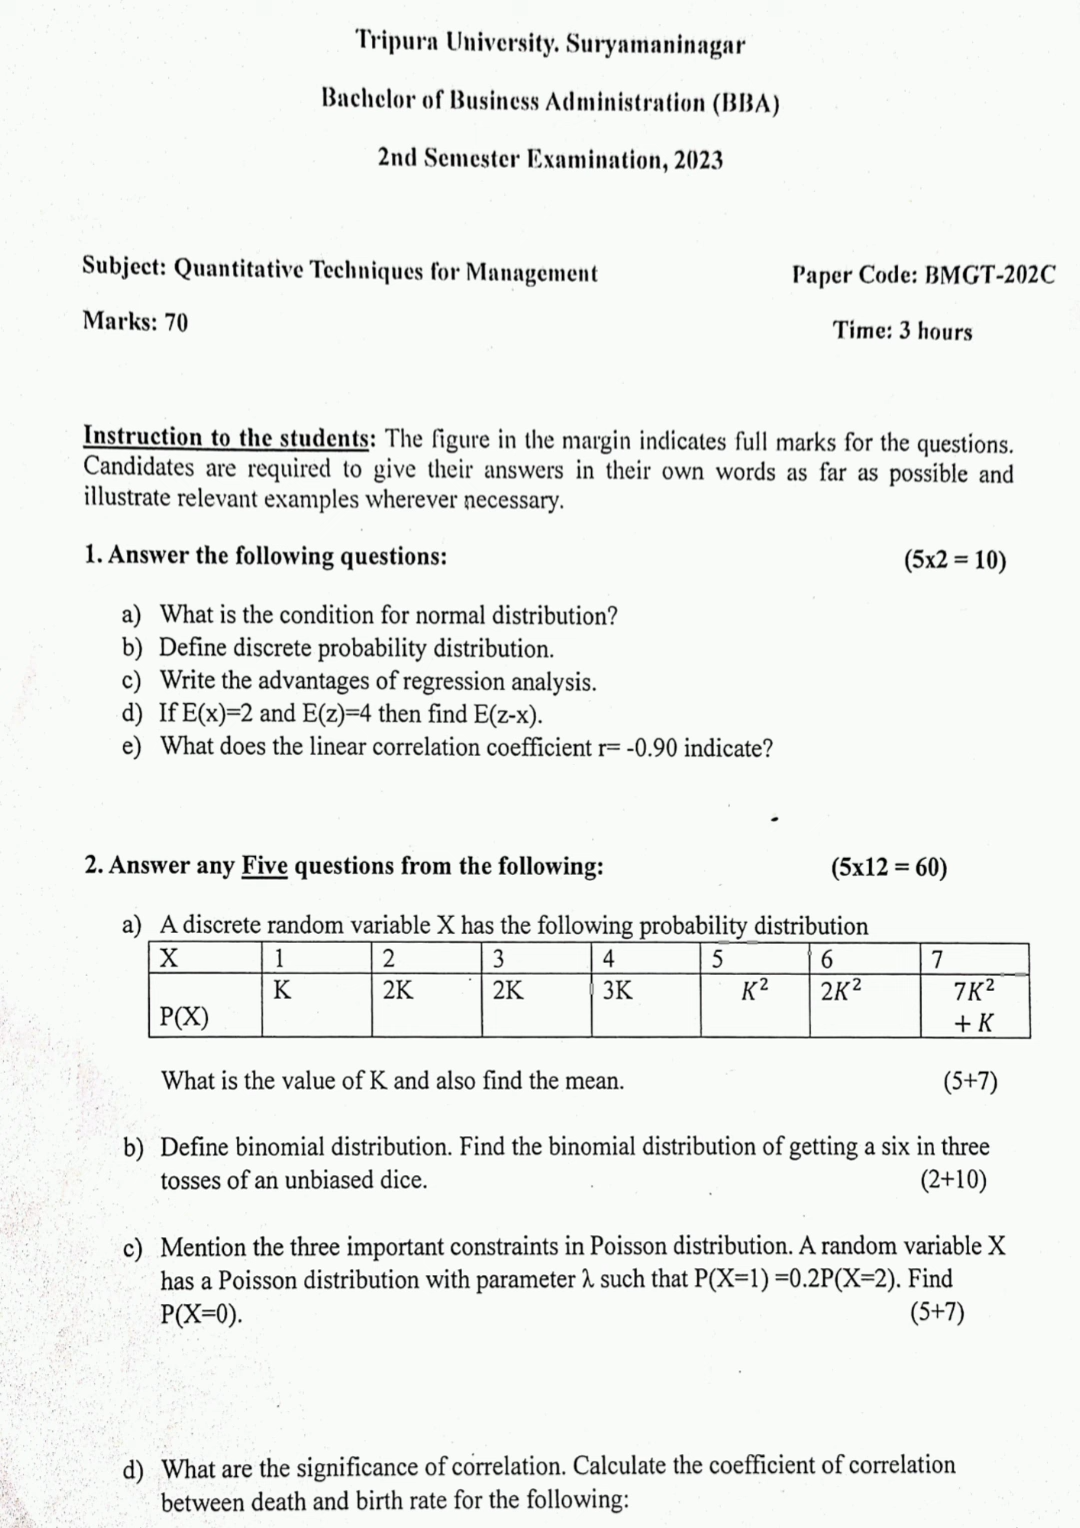 Tripura University. Suryamaninagar
Bachelor of Business Administration (BBA)
2nd Semester Examination, 2023
Subject: Quantitative Techniques for Management
Paper Code: BMGT-202C
Marks: 70
Time: 3 hours
Instruction to the students: The figure in the margin indicates full marks for the questions.
Candidates are required to give their answers in their own words as far as possible and
illustrate relevant examples wherever necessary.
1. Answer the following questions: (5x2 = 10)
a) What is the condition for normal distribution?
b) Define discrete probability distribution.
c) Write the advantages of regression analysis.
d) If E(x)=2 and E(z)=4 then find E(z-x).
e) What does the linear correlation coefficient r= -0.90 indicate?
2. Answer any Five questions from the following: (5x12 = 60)
a) A discrete random variable X has the following probability distribution
X 1 2 3 4 5 6 7
P(X) K 2K 2K 3K K² 2K² 7K²
+ K
What is the value of K and also find the mean. (5+7)
b) Define binomial distribution. Find the binomial distribution of getting a six in three
tosses of an unbiased dice. (2+10)
c) Mention the three important constraints in Poisson distribution. A random variable X
has a Poisson distribution with parameter λ such that P(X=1) =0.2P(X=2). Find
P(X=0). (5+7)
d) What are the significance of correlation. Calculate the coefficient of correlation
between death and birth rate for the following: